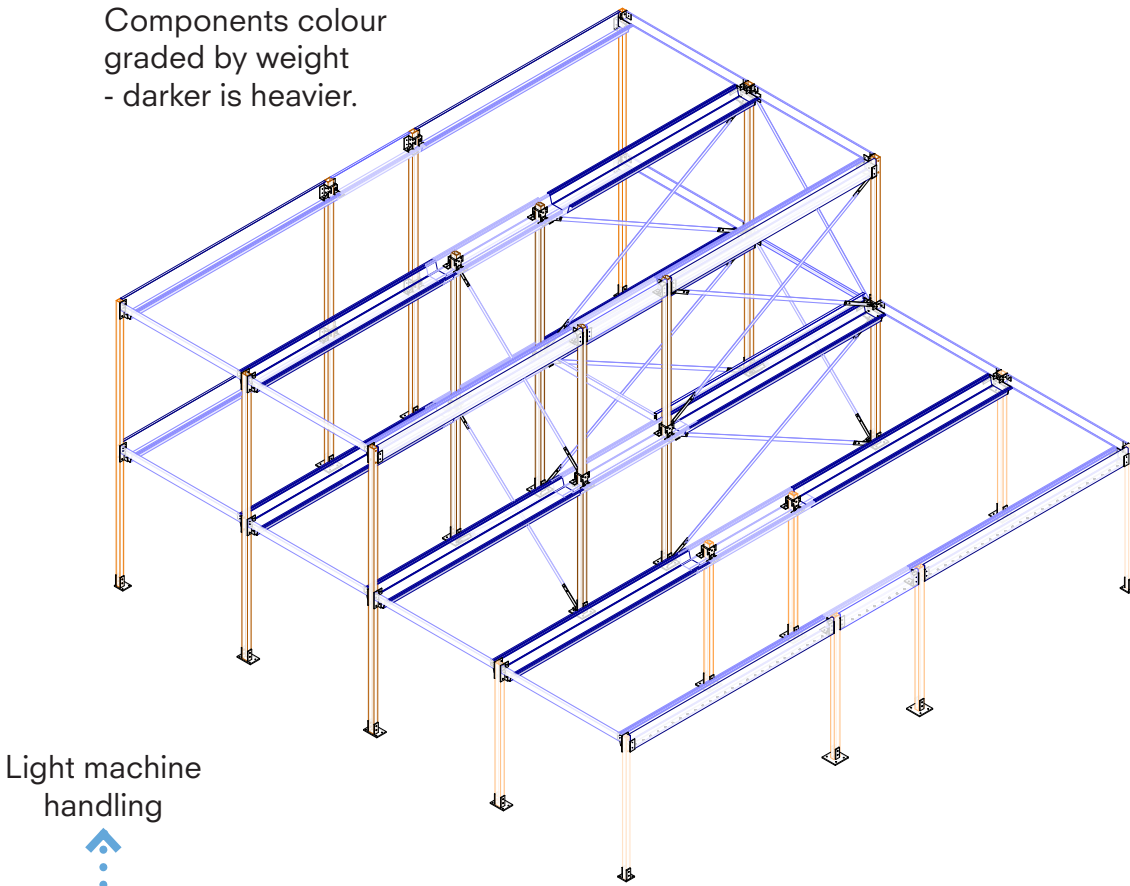 Components colour
graded by weight
- darker is heavier.
Light machine
handling